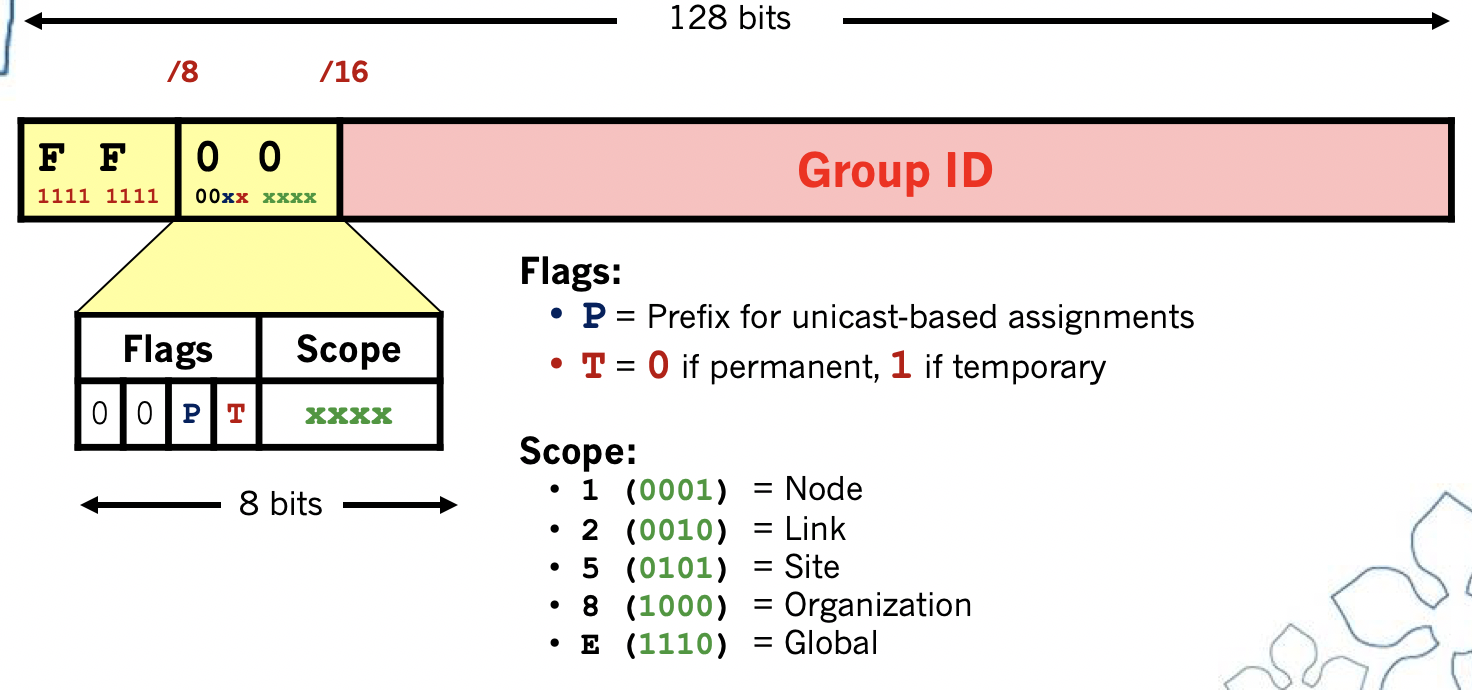 128 bits
/8 /16
F F 0 0
1111 1111 00xx xxxx
Group ID
Flags Scope
0 0 P T xxxx
8 bits
Flags:
• P = Prefix for unicast-based assignments
• T = 0 if permanent, 1 if temporary
Scope:
• 1 (0001) = Node
• 2 (0010) = Link
• 5 (0101) = Site
• 8 (1000) = Organization
• E (1110) = Global